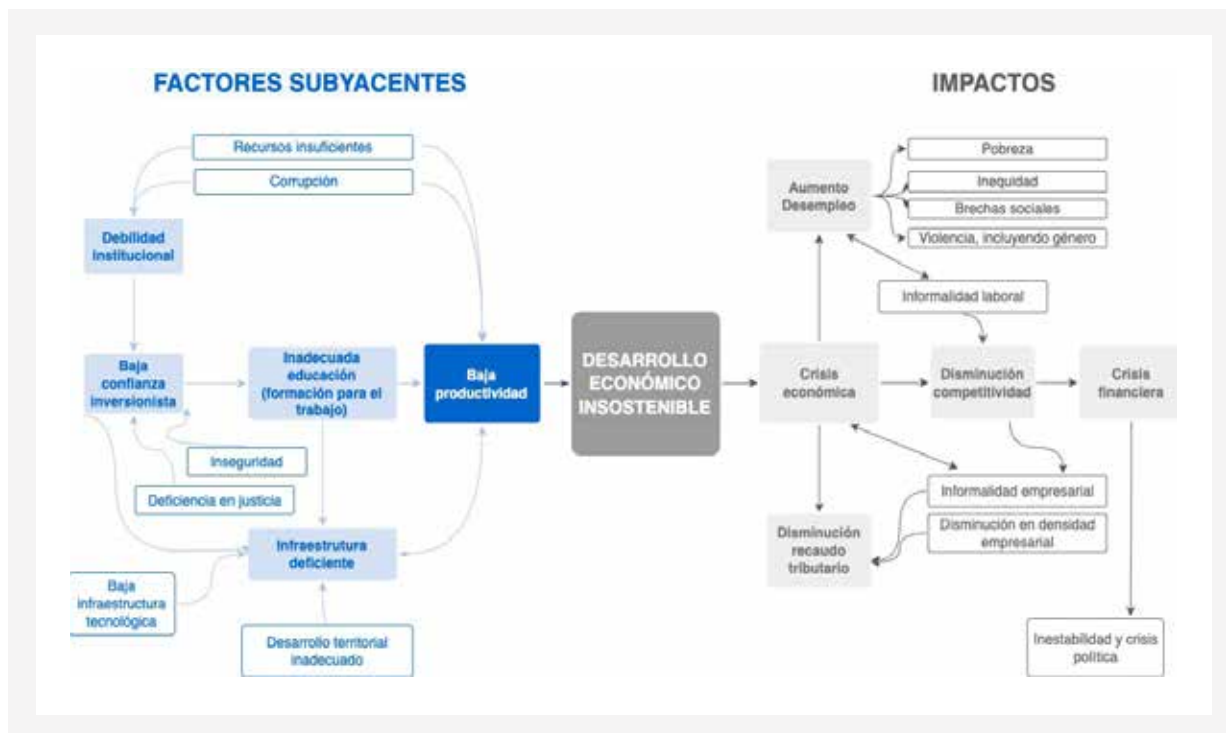 FACTORES SUBYACENTES
Recursos insuficientes
Corrupción
Debilidad
institucional
Baja
confianza
inversionista
Inadecuada
educación
(formación para el
trabajo)
Baja
productividad
Inseguridad
Deficiencia en justicia
Infraestrutura
deficiente
Baja
infraestructura
tecnológica
Desarrollo territorial
inadecuado
DESARROLLO
ECONÓMICO
INSOSTENIBLE
IMPACTOS
Aumento
Desempleo
Pobreza
Inequidad
Brechas sociales
Violencia, incluyendo género
Informalidad laboral
Crisis
económica
Disminución
competitividad
Crisis
financiera
Informalidad empresarial
Disminución en densidad
empresarial
Disminución
recaudo
tributario
Inestabilidad y crisis
política